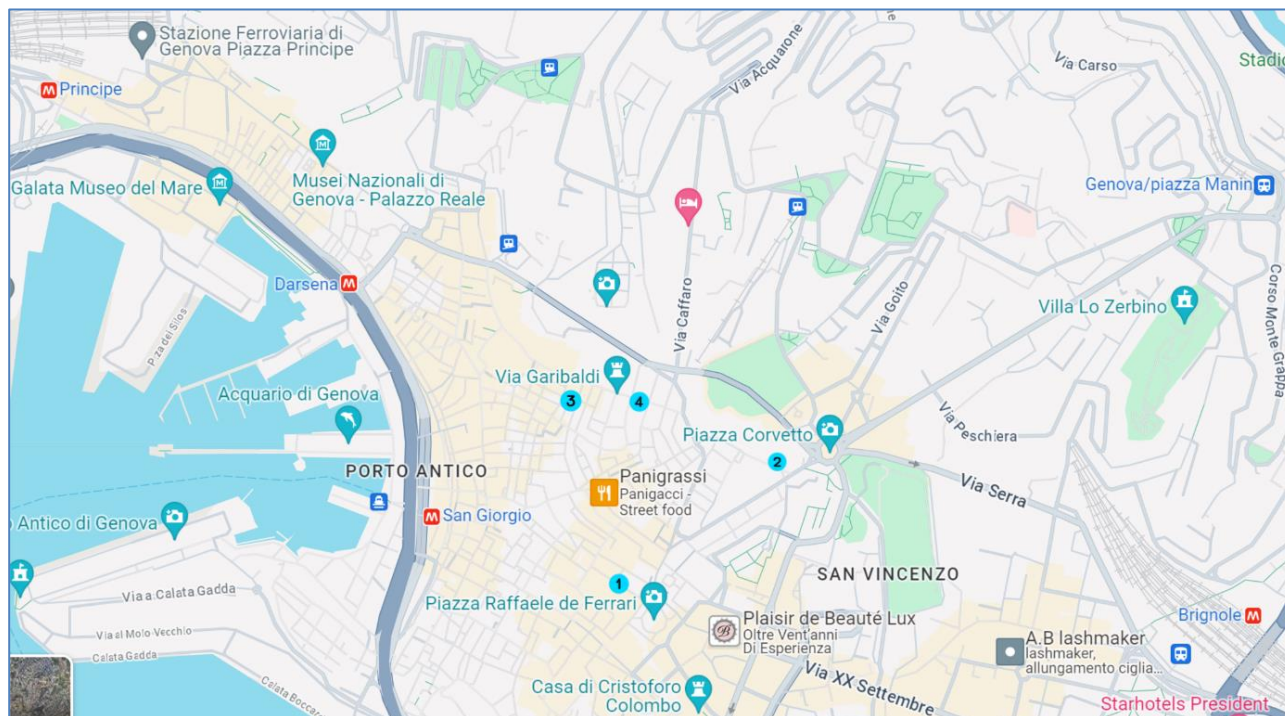 Stazione Ferroviaria di
Genova Piazza Principe
Via Acquarone
Via Carso
Stadio
M Principe
Galata Museo del Mare
Musei Nazionali di
Genova - Palazzo Reale
Genova/piazza Manin
Darsena M
P.za dei Silos
Via Caffaro
Via Goito
Villa Lo Zerbino
Corso Monte Grappa
Via Garibaldi
3
4
Acquario di Genova
Piazza Corvetto
2
Via Peschiera
PORTO ANTICO
Panigrassi
Panigacci -
Street food
Via Serra
o Antico di Genova
M San Giorgio
1
SAN VINCENZO
Via a Calata Gadda
Piazza Raffaele de Ferrari
Plaisir de Beauté Lux
Oltre Vent'anni
Di Esperienza
Brignole M
Via al Molo Vecchio
A.B lashmaker
lashmaker,
allungamento ciglia...
Calata Gadda
Via XX Settembre
Casa di Cristoforo
Colombo
Starhotels President